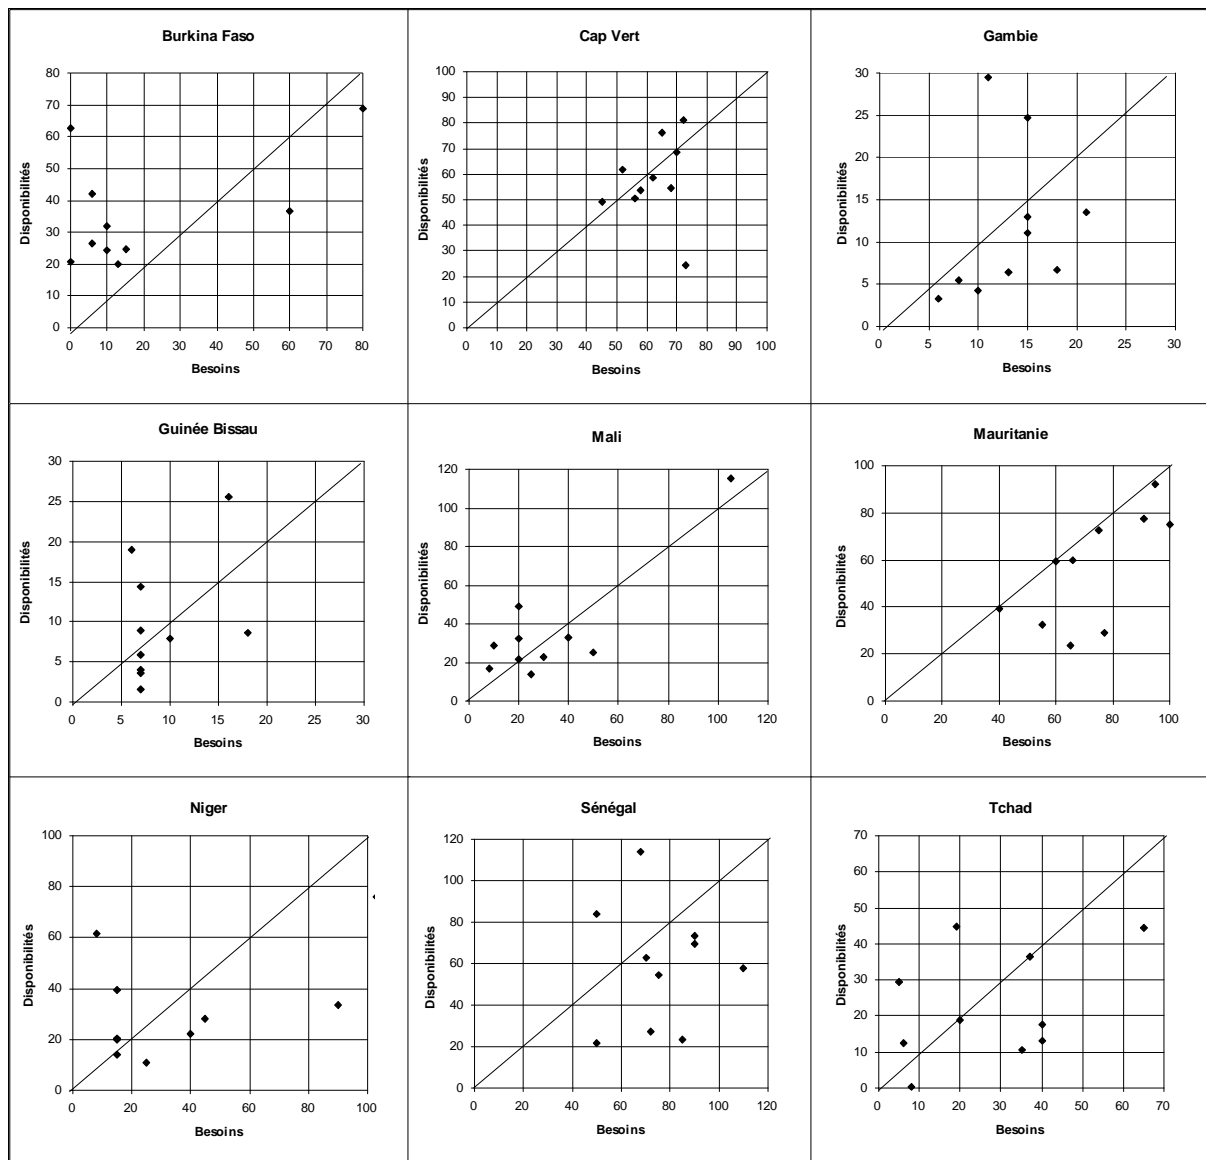 Burkina Faso
80
70
60
50
40
30
20
10
0
Disponibilités
0 10 20 30 40 50 60 70 80
Besoins
Cap Vert
100
90
80
70
60
50
40
30
20
10
0
Disponibilités
0 10 20 30 40 50 60 70 80 90 100
Besoins
Gambie
30
25
20
15
10
5
0
Disponibilités
0 5 10 15 20 25 30
Besoins
Guinée Bissau
30
25
20
15
10
5
0
Disponibilités
0 5 10 15 20 25 30
Besoins
Mali
120
100
80
60
40
20
0
Disponibilités
0 20 40 60 80 100 120
Besoins
Mauritanie
100
80
60
40
20
0
Disponibilités
0 20 40 60 80 100
Besoins
Niger
100
80
60
40
20
0
Disponibilités
0 20 40 60 80 100
Besoins
Sénégal
120
100
80
60
40
20
0
Disponibilités
0 20 40 60 80 100 120
Besoins
Tchad
70
60
50
40
30
20
10
0
Disponibilités
0 10 20 30 40 50 60 70
Besoins